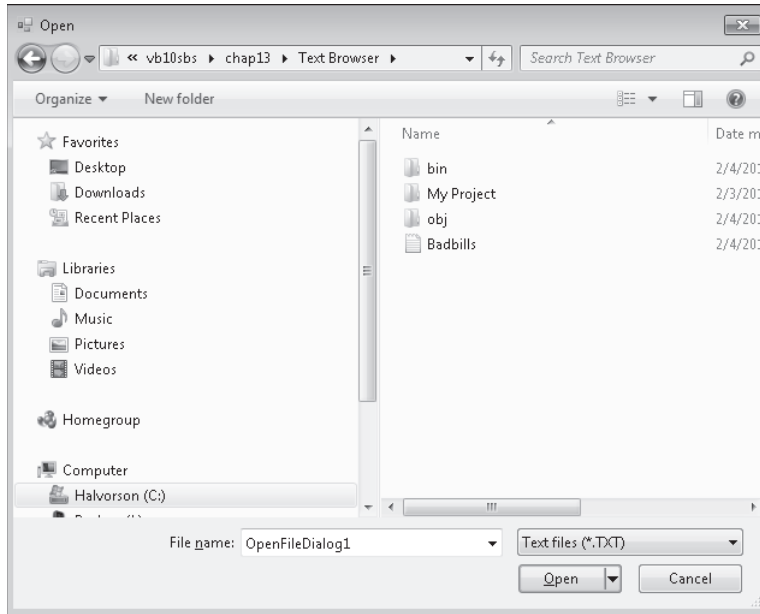 Open
« vb10sbs ▸ chap13 ▸ Text Browser ▸
Search Text Browser
Organize
New folder
Favorites
Desktop
Downloads
Recent Places
Libraries
Documents
Music
Pictures
Videos
Homegroup
Computer
Halvorson (C:)
Name Date m
bin 2/4/201
My Project 2/3/201
obj 2/4/201
Badbills 2/4/201
File name: OpenFileDialog1
Text files (*.TXT)
Open Cancel